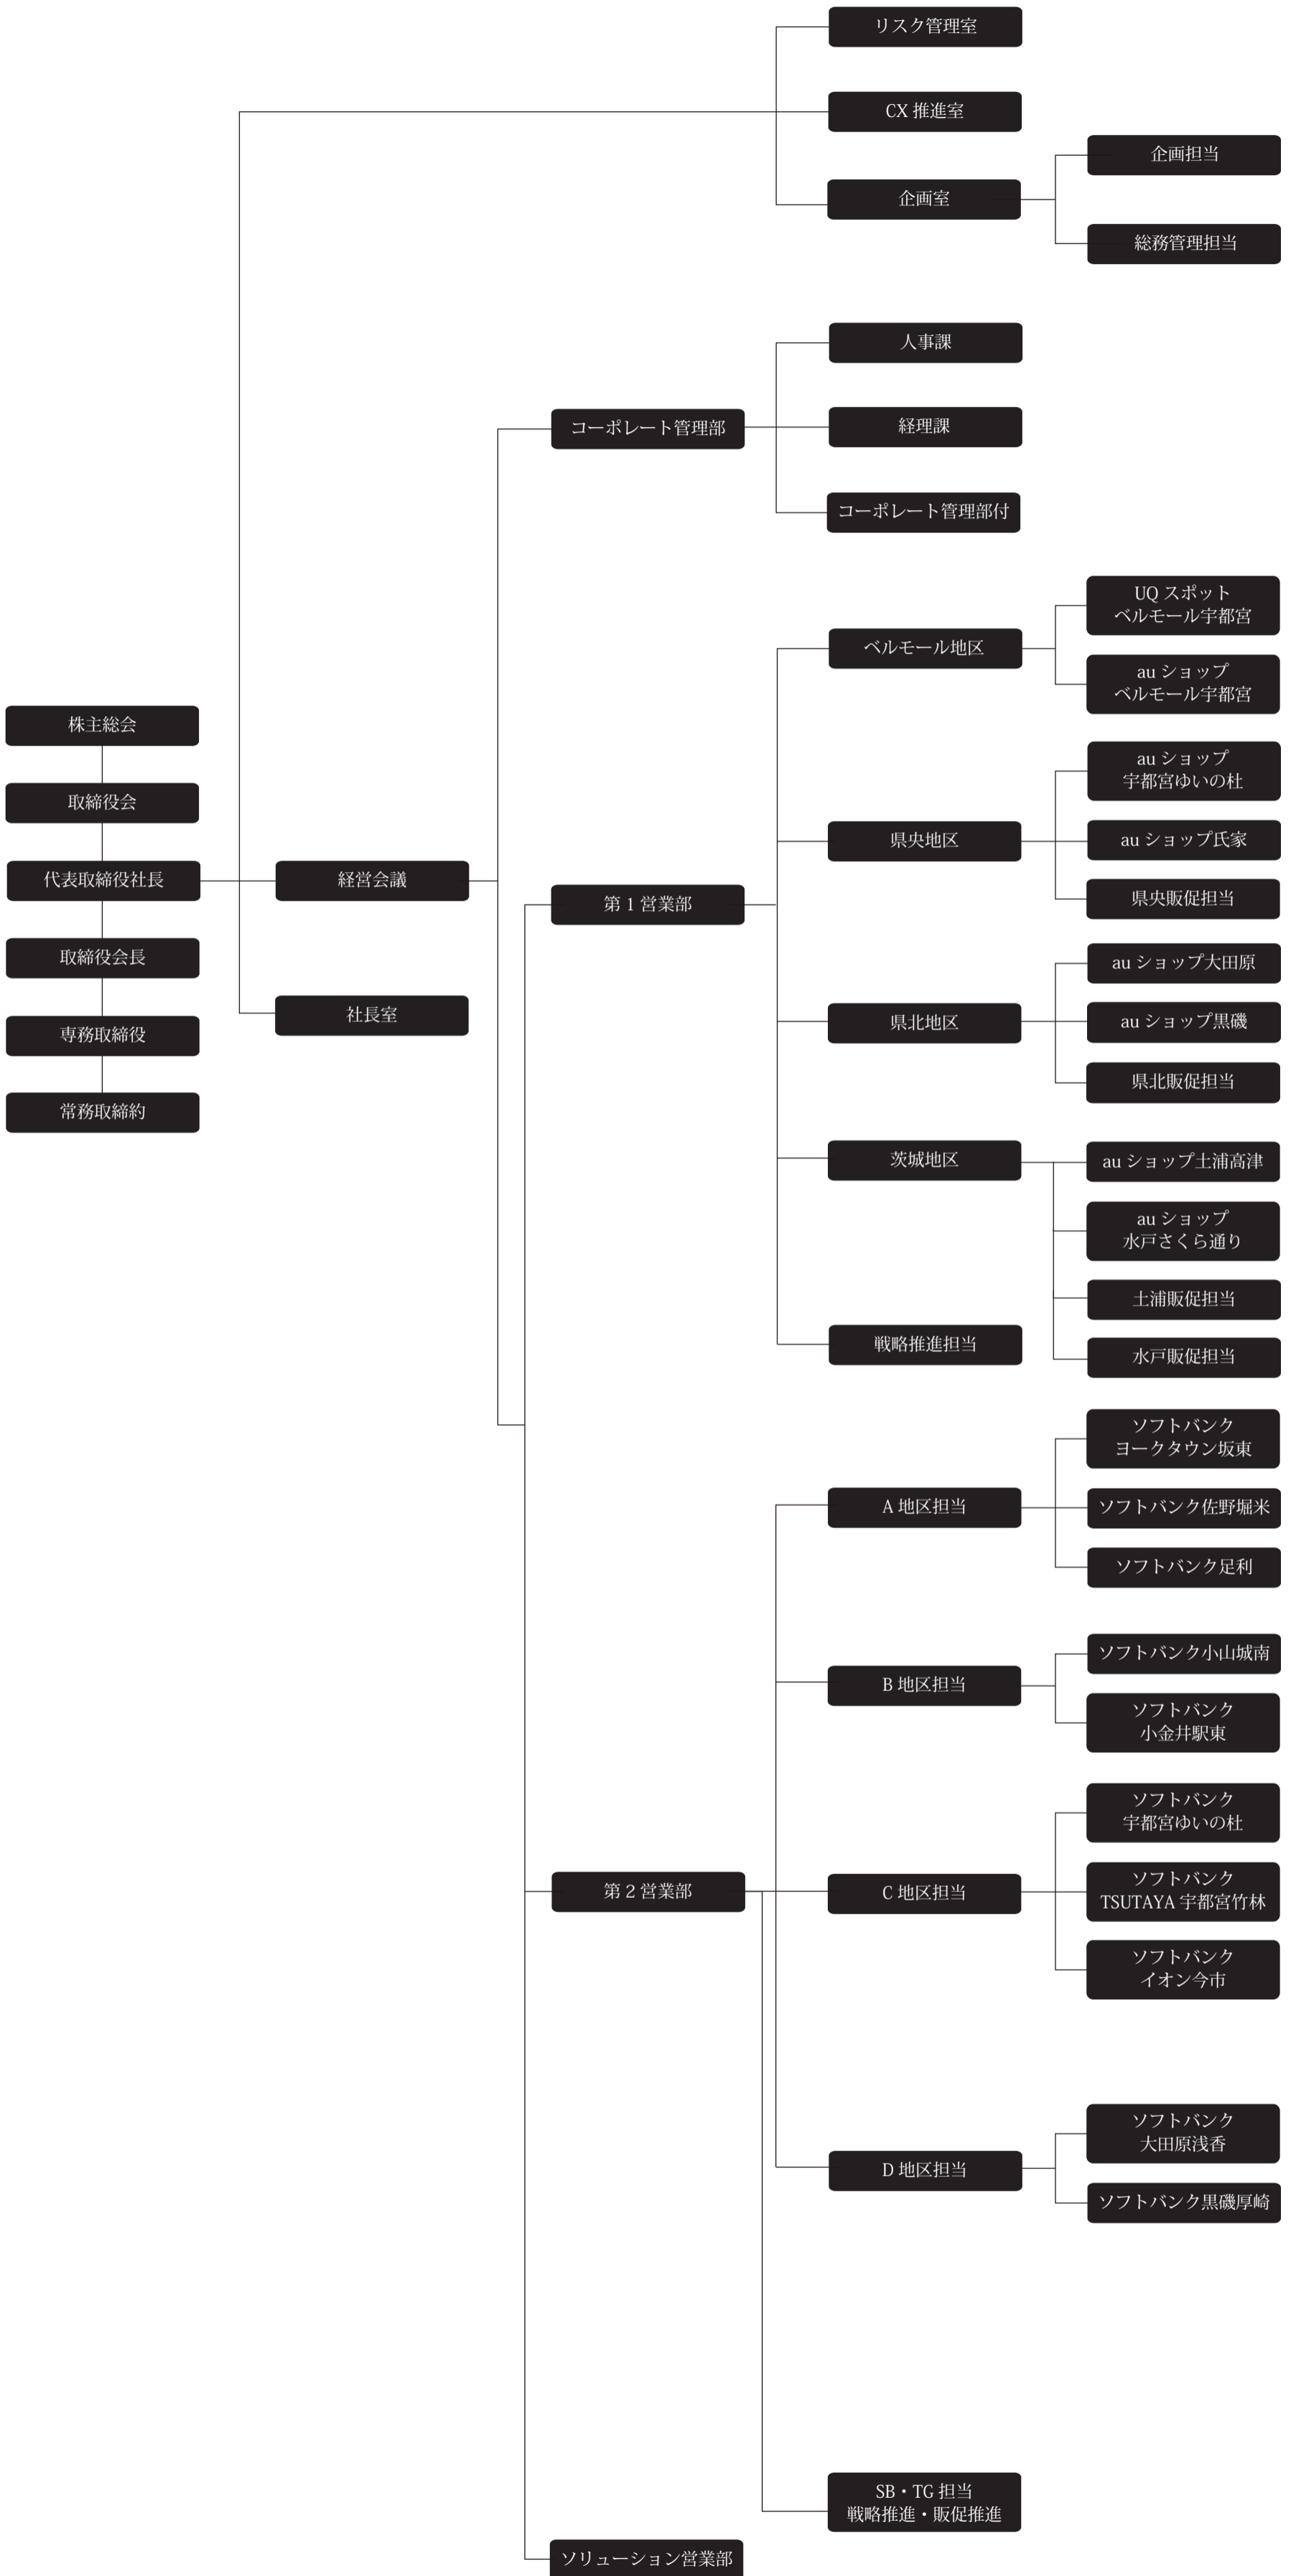 リスク管理室
CX 推進室
企画室
企画担当
総務管理担当
人事課
コーポレート管理部
経理課
コーポレート管理部付
UQ スポット
ベルモール宇都宮
ベルモール地区
au ショップ
ベルモール宇都宮
株主総会
取締役会
代表取締役社長
取締役会長
専務取締役
常務取締約
経営会議
社長室
第 1 営業部
au ショップ
宇都宮ゆいの杜
県央地区
au ショップ氏家
県央販促担当
au ショップ大田原
県北地区
au ショップ黒磯
県北販促担当
茨城地区
au ショップ土浦高津
au ショップ
水戸さくら通り
土浦販促担当
戦略推進担当
水戸販促担当
ソフトバンク
ヨークタウン坂東
A 地区担当
ソフトバンク佐野堀米
ソフトバンク足利
ソフトバンク小山城南
B 地区担当
ソフトバンク
小金井駅東
ソフトバンク
宇都宮ゆいの杜
第 2 営業部
C 地区担当
ソフトバンク
TSUTAYA 宇都宮竹林
ソフトバンク
イオン今市
ソフトバンク
大田原浅香
D 地区担当
ソフトバンク黒磯厚崎
SB・TG 担当
戦略推進・販促推進
ソリューション営業部